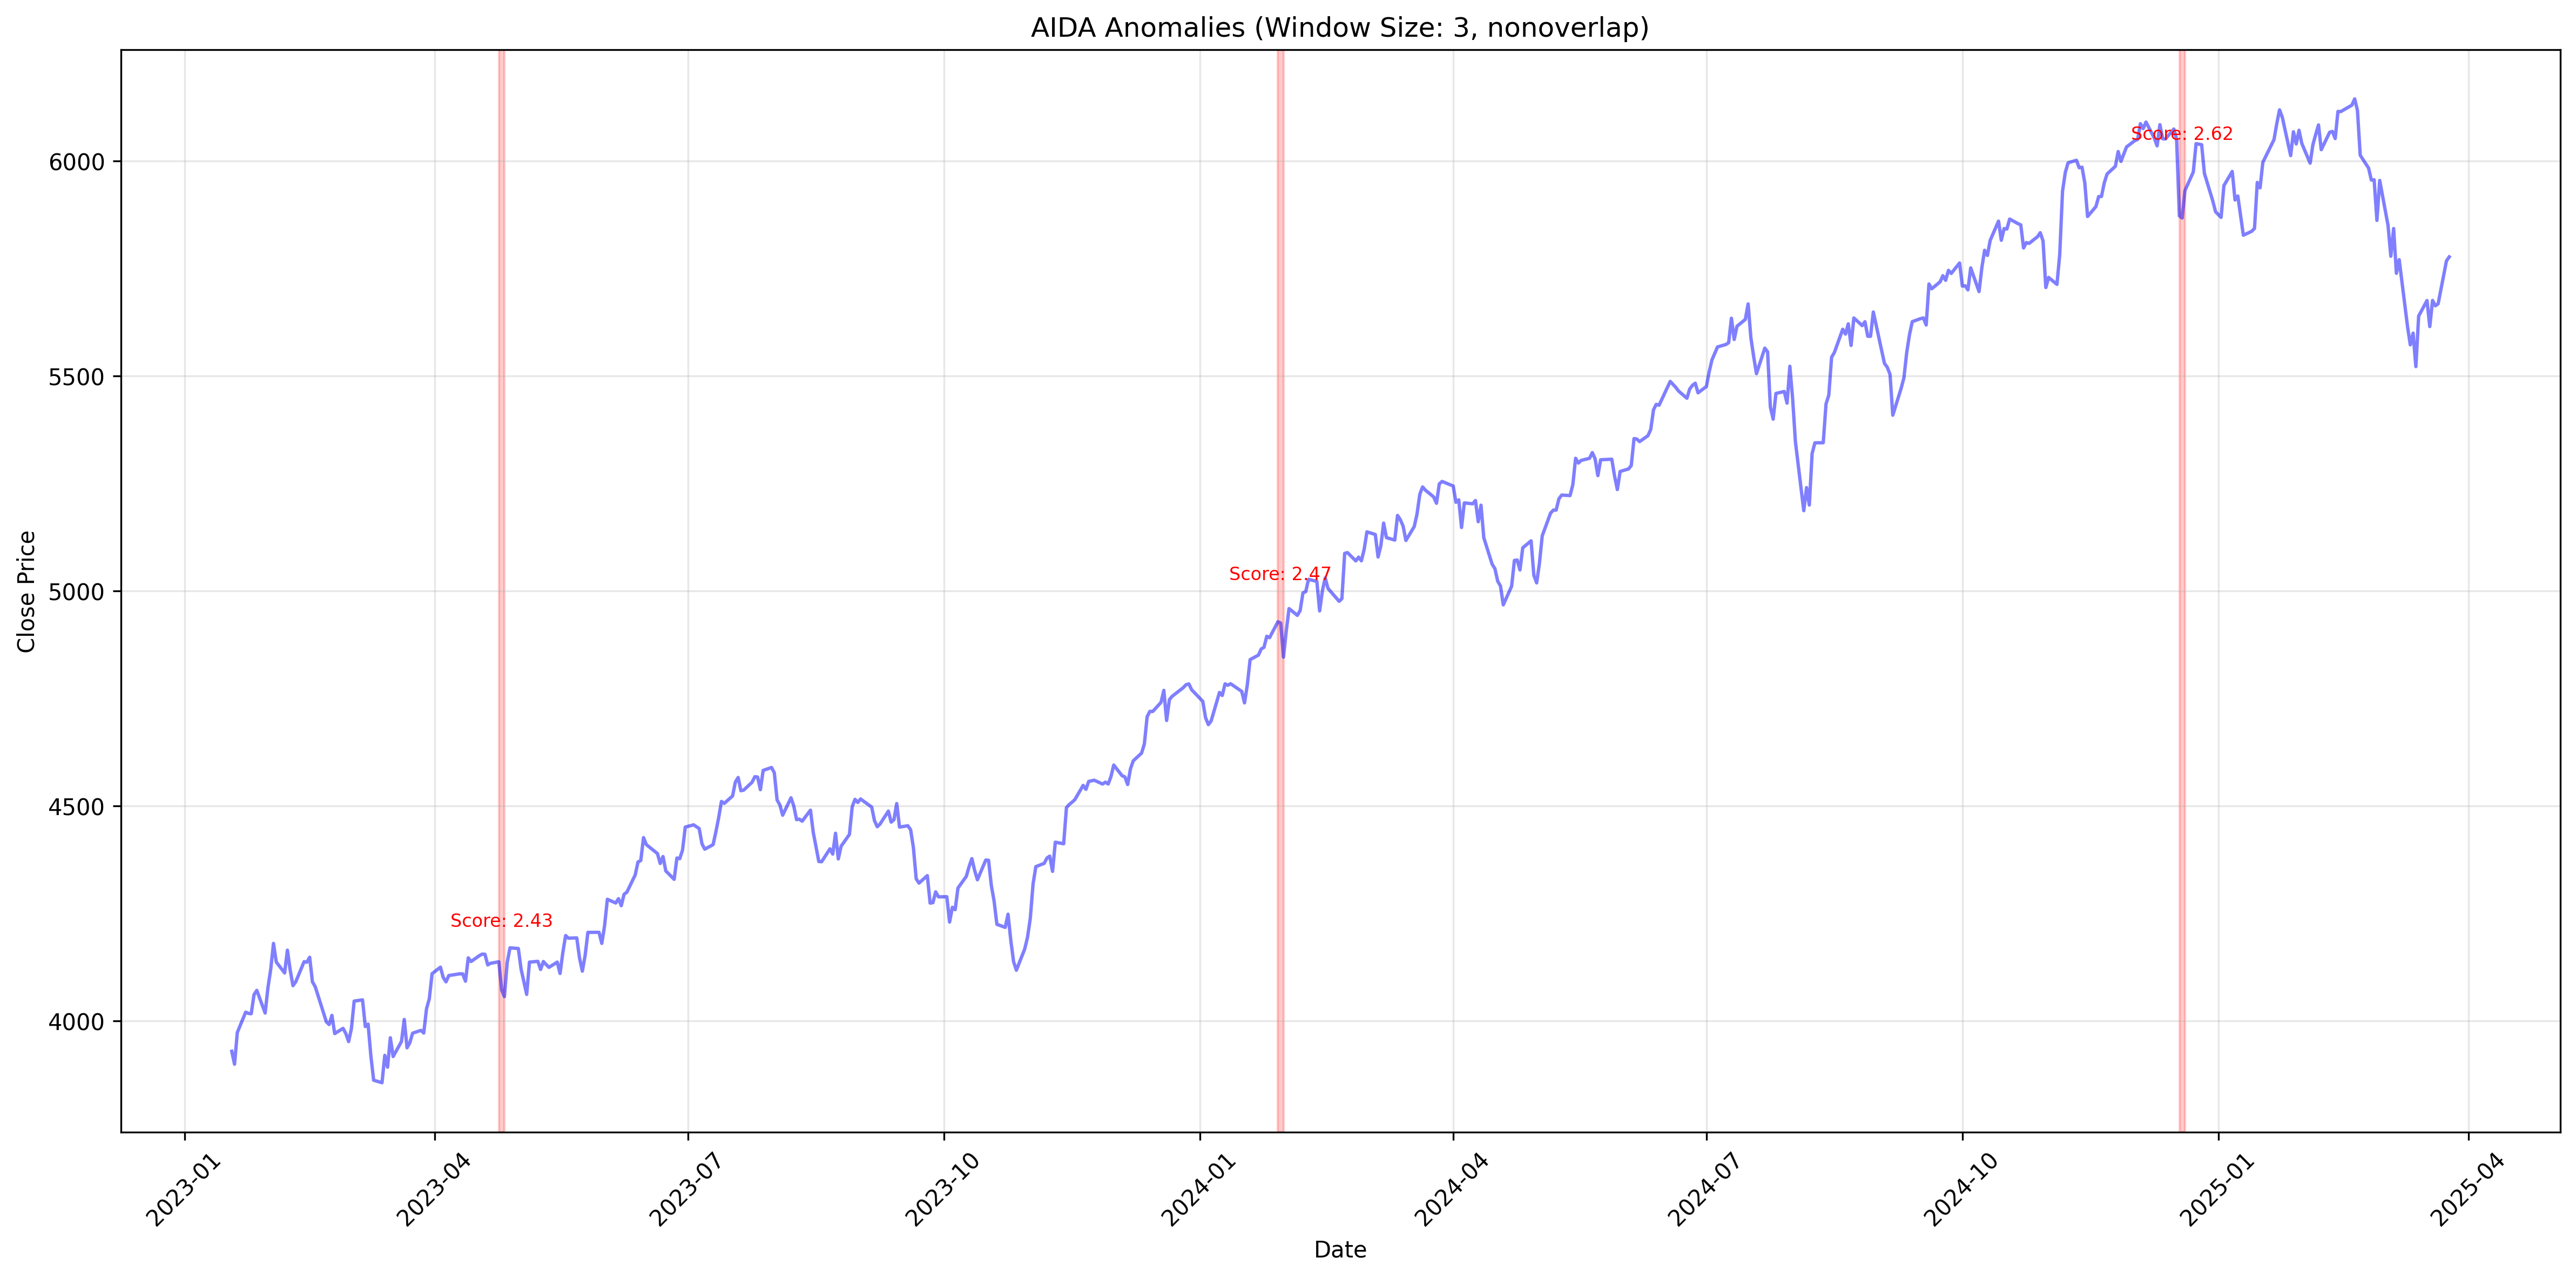 AIDA Anomalies (Window Size: 3, nonoverlap)
Close Price
6000
5500
5000
4500
4000
Score: 2.43
Score: 2.47
Score: 2.62
2023-01
2023-04
2023-07
2023-10
2024-01
2024-04
2024-07
2024-10
2025-01
2025-04
Date